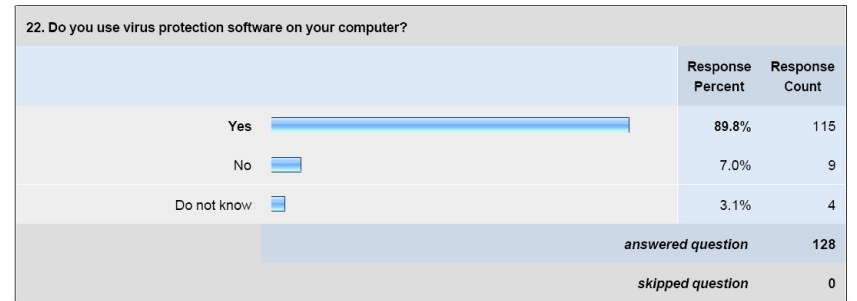 22. Do you use virus protection software on your computer?
Response Percent Response Count
Yes 89.8% 115
No 7.0% 9
Do not know 3.1% 4
answered question 128
skipped question 0